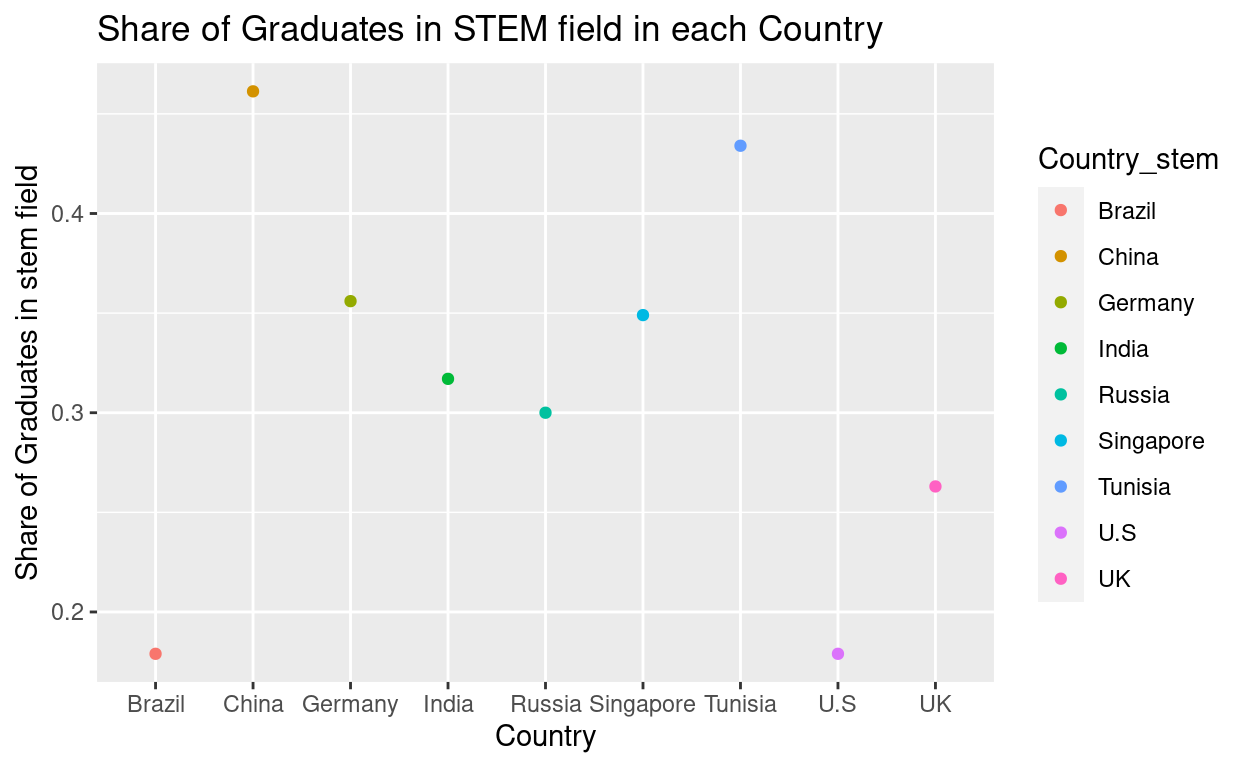 Share of Graduates in STEM field in each Country
Share of Graduates in stem field
0.4
0.3
0.2
Brazil China Germany India Russia Singapore Tunisia U.S UK
Country
Country_stem
Brazil
China
Germany
India
Russia
Singapore
Tunisia
U.S
UK